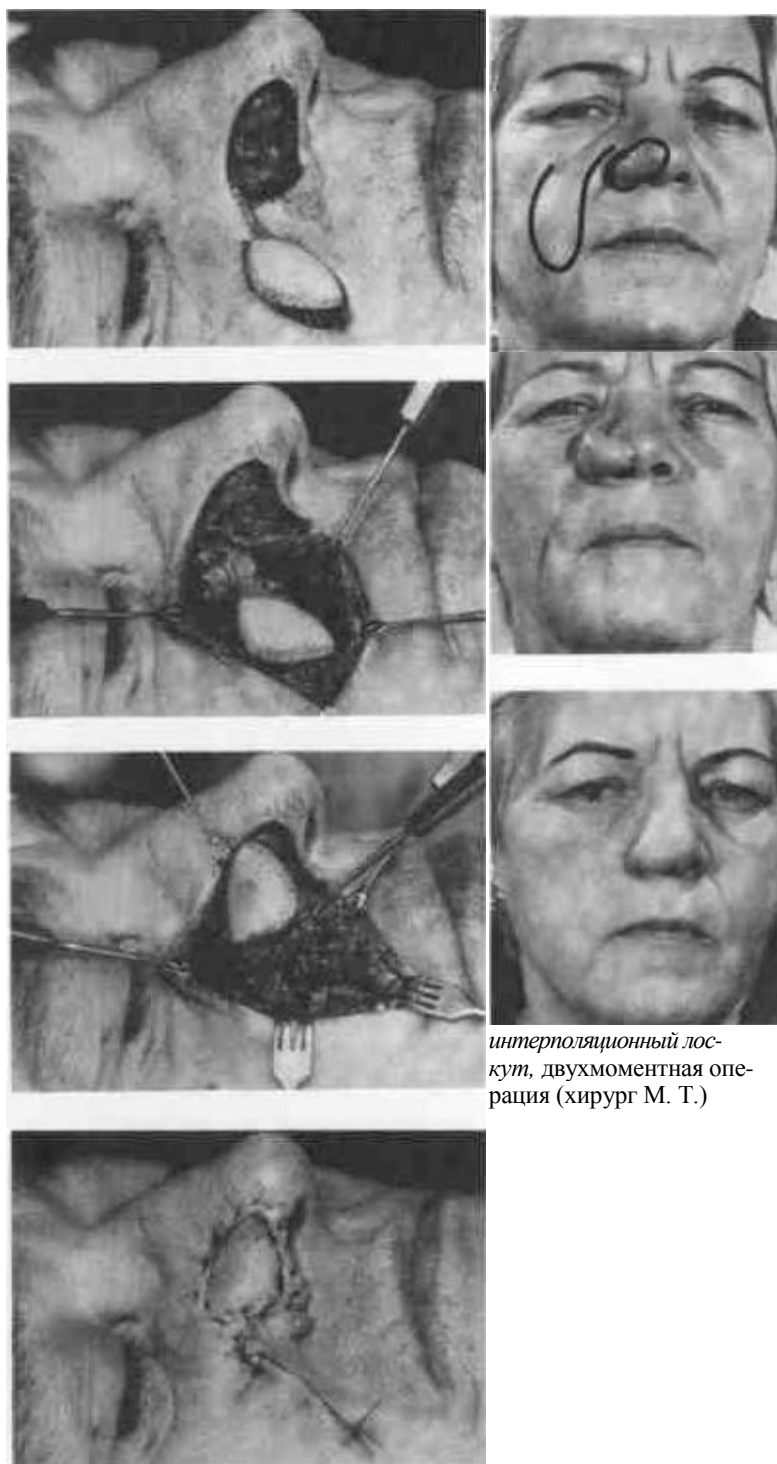 интерполяционный лос-
кут, двухмоментная опе-
рация (хирург М. Т.)